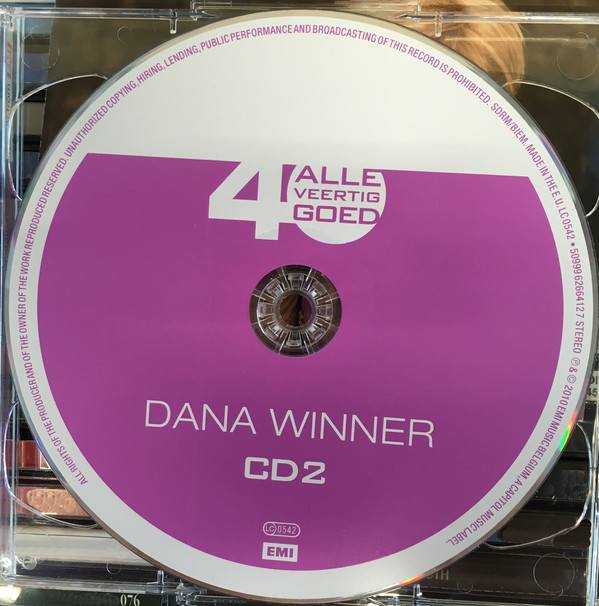 ALL RIGHTS OF THE PRODUCER AND OF THE OWNER OF THE WORK REPRODUCED RESERVED. UNAUTHORIZED COPYING, HIRING, LENDING, PUBLIC PERFORMANCE AND BROADCASTING OF THIS RECORD IS PROHIBITED. SDRM/BIEM. MADE IN THE E.U. LC0542 • 5099962664127 STEREO ℗ & © 2010 EMI MUSIC BELGIUM, A CAPITOL MUSIC LABEL.
40 ALLE
VEERTIG
GOED
DANA WINNER
CD2
LC 0542
EMI
076